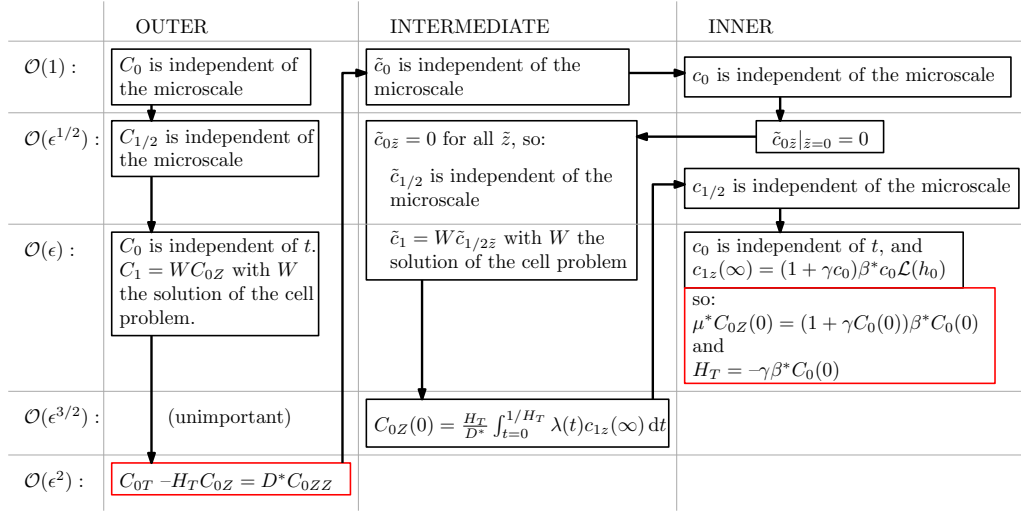 OUTER INTERMEDIATE INNER
𝒪(1) :
C₀ is independent of
the microscale
c̃₀ is independent of the
microscale
c₀ is independent of the microscale
𝒪(ϵ^{1/2}) :
C_{1/2} is independent of
the microscale
c̃_{0z̃} = 0 for all z̃, so:
c̃_{1/2} is independent of the
microscale
c̃_{0z̃}|_{z̃=0} = 0
c_{1/2} is independent of the microscale
𝒪(ϵ) :
C₀ is independent of t.
C₁ = WC_{0Z} with W
the solution of the cell
problem.
c̃₁ = Wc̃_{1/2z̃} with W the
solution of the cell problem
c₀ is independent of t, and
c_{1z}(∞) = (1 + γc₀)β*c₀ℒ(h₀)
so:
μ*C_{0Z}(0) = (1 + γC₀(0))β*C₀(0)
and
H_T = –γβ*C₀(0)
𝒪(ϵ^{3/2}) :
(unimportant)
C_{0Z}(0) = \frac{H_T}{D*} ∫_{t=0}^{1/H_T} λ(t)c_{1z}(∞) dt
𝒪(ϵ²) :
C_{0T} –H_T C_{0Z} = D*C_{0ZZ}